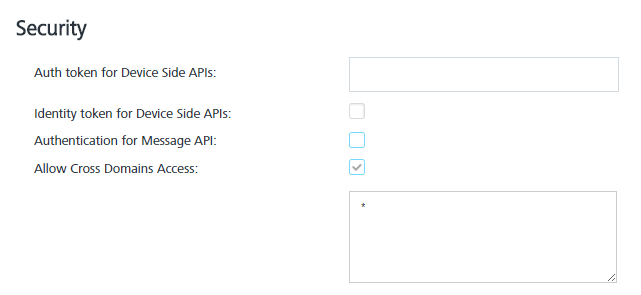 Security
Auth token for Device Side APIs:
Identity token for Device Side APIs:
Authentication for Message API:
Allow Cross Domains Access:
*